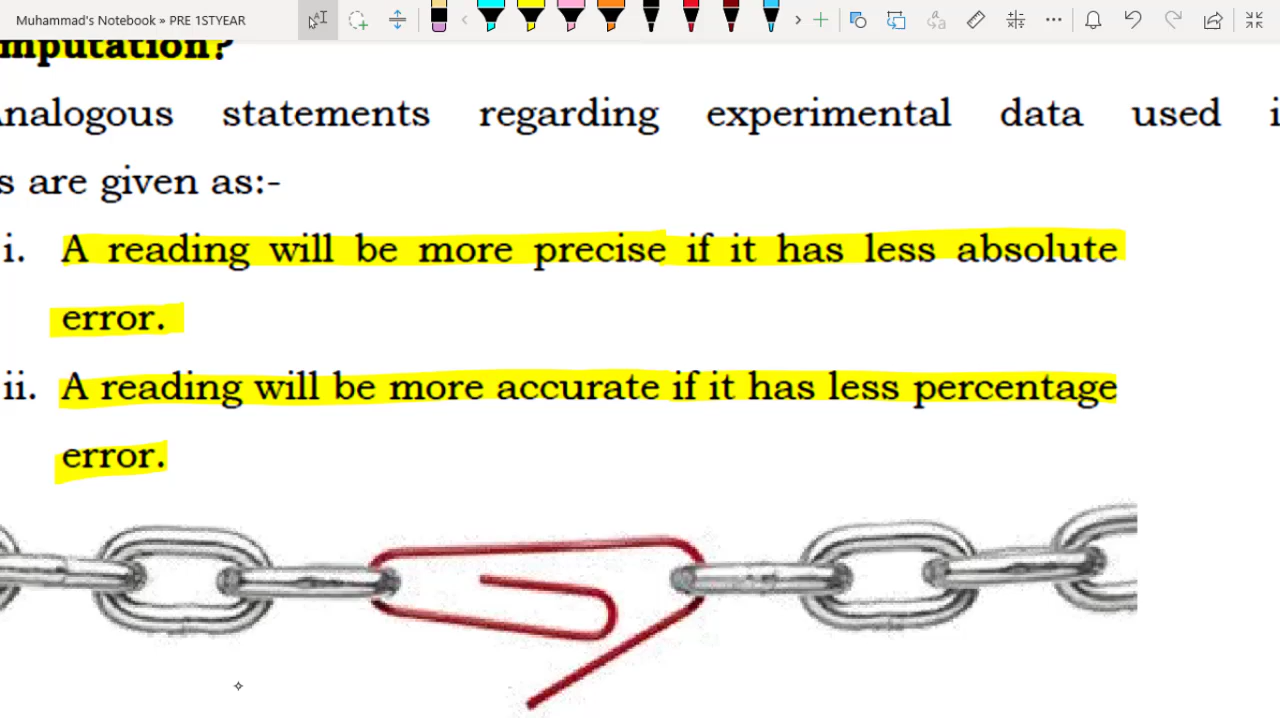 Muhammad's Notebook » PRE 1STYEAR
mputation?
nalogous statements regarding experimental data used i
s are given as:-
i. A reading will be more precise if it has less absolute
error.
ii. A reading will be more accurate if it has less percentage
error.